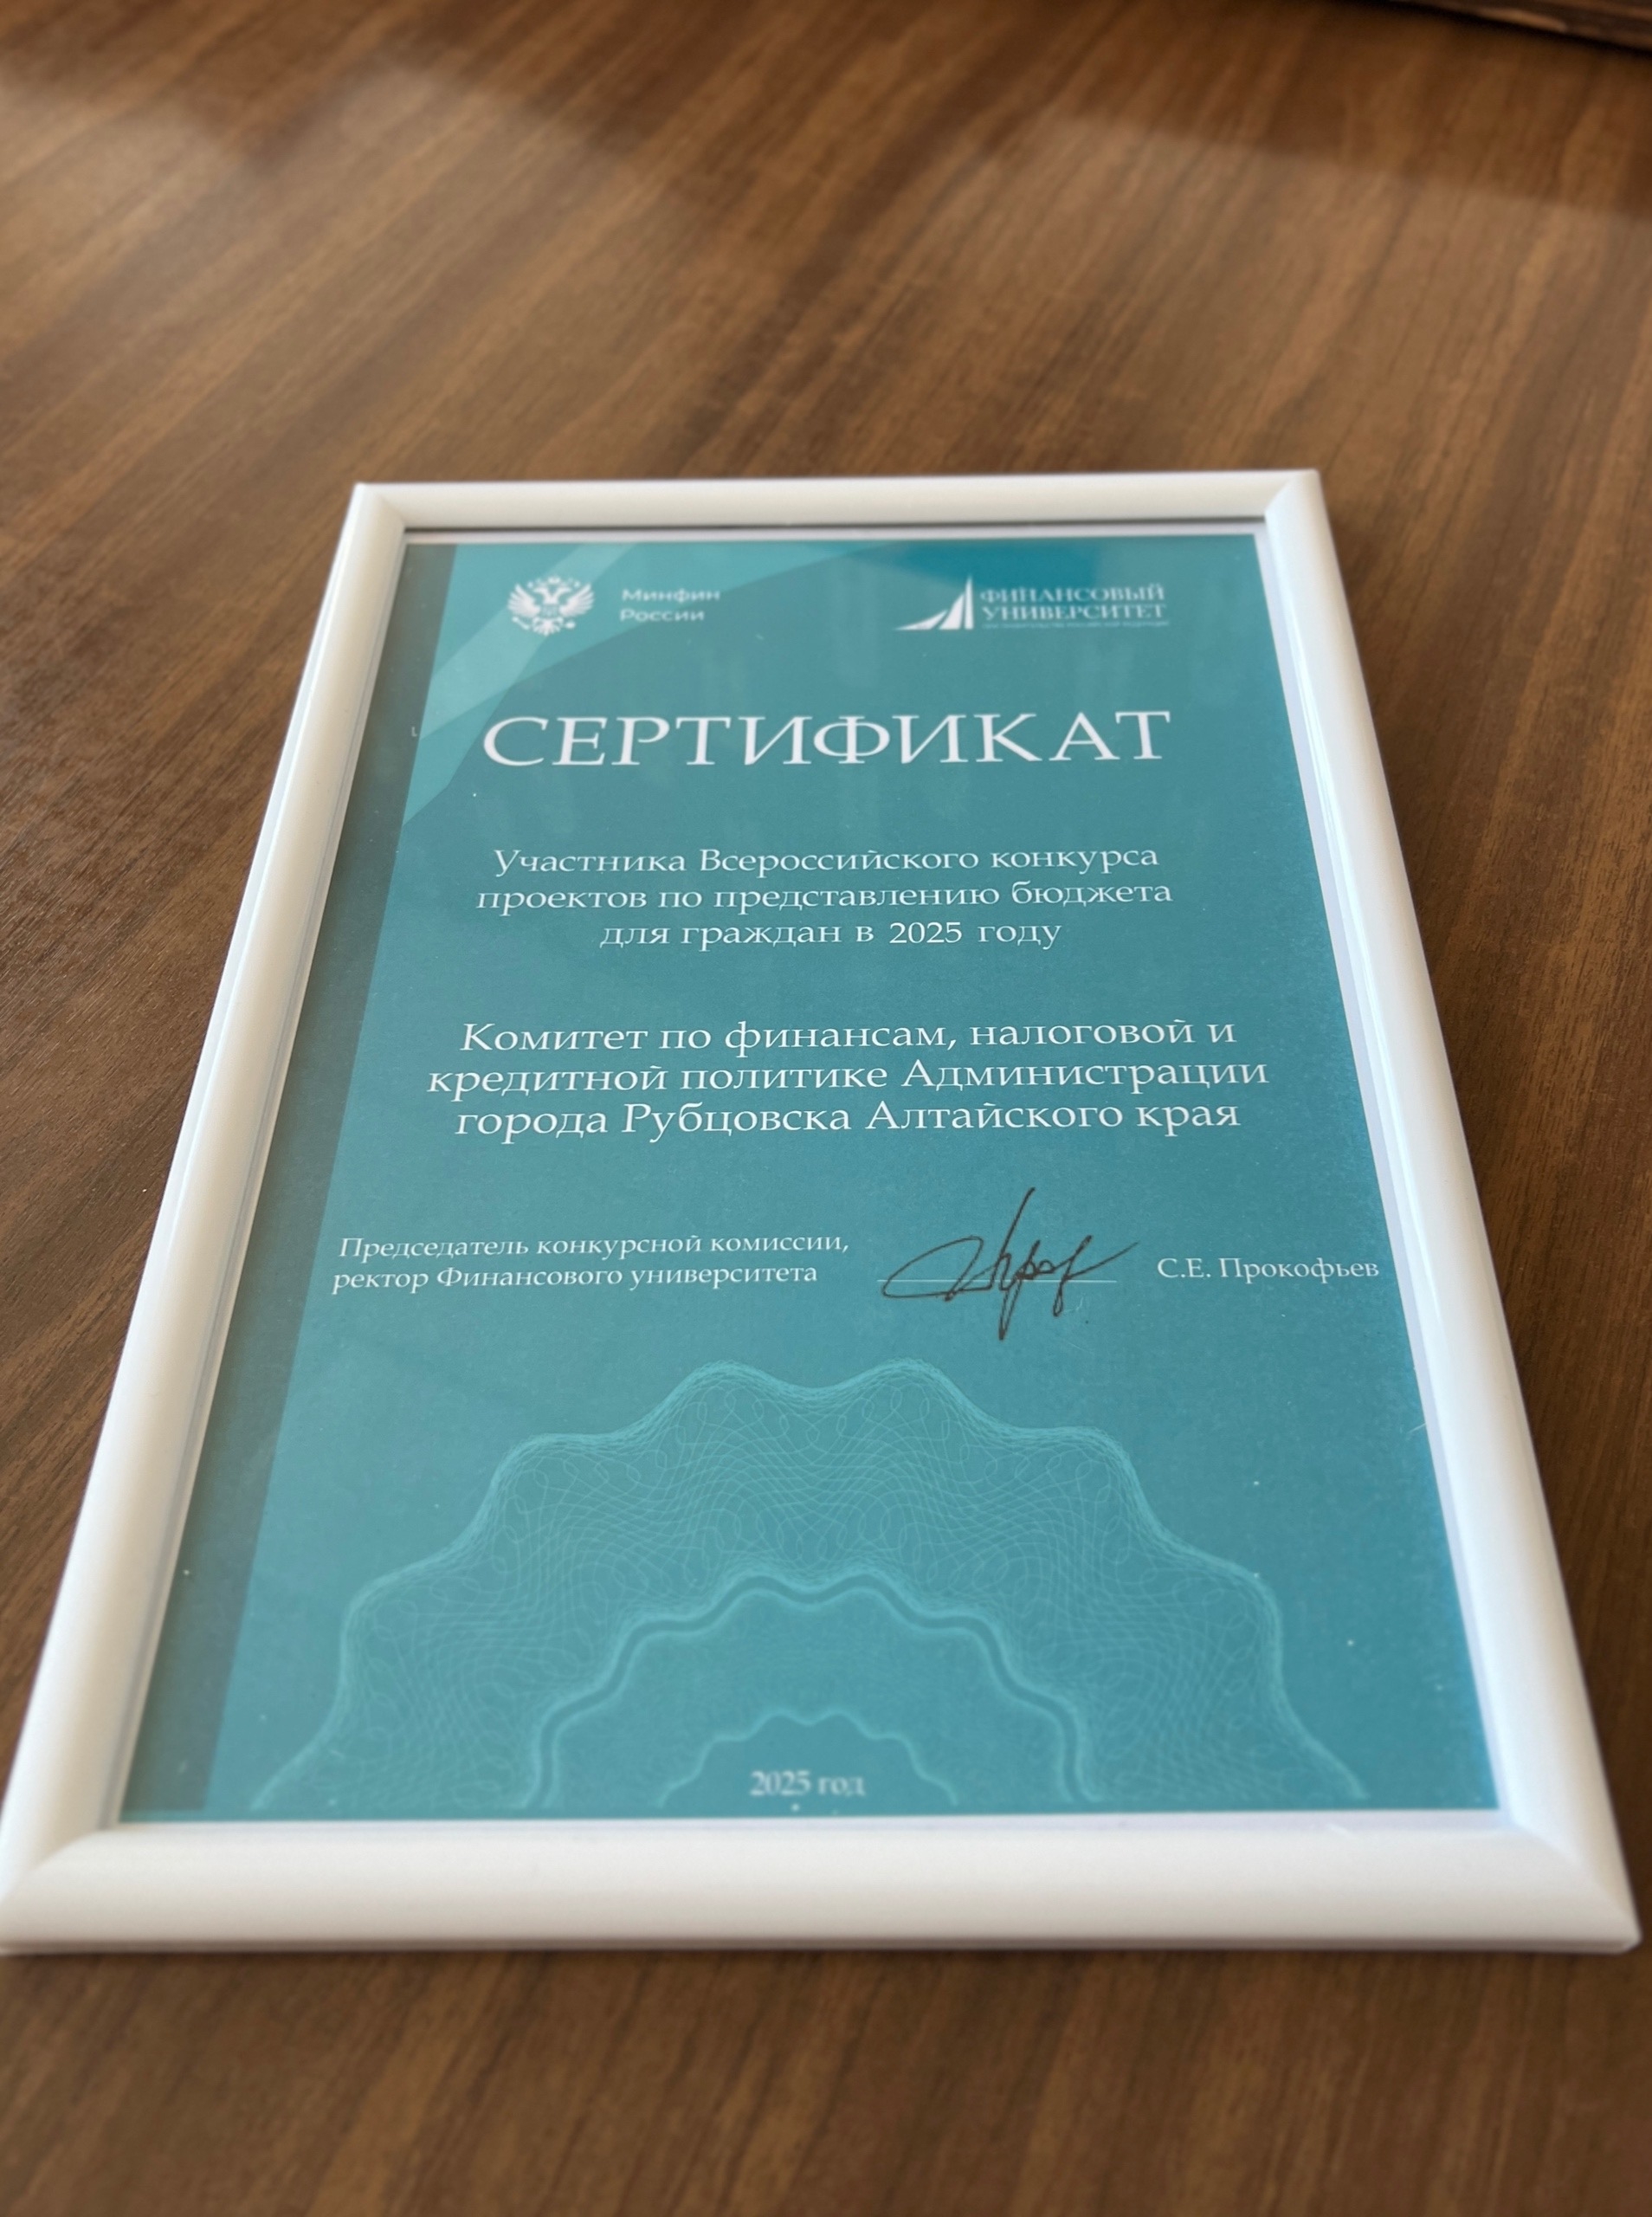 Минфин
России
ФИНАНСОВЫЙ
УНИВЕРСИТЕТ
СЕРТИФИКАТ
Участника Всероссийского конкурса
проектов по представлению бюджета
для граждан в 2025 году
Комитет по финансам, налоговой и
кредитной политике Администрации
города Рубцовска Алтайского края
Председатель конкурсной комиссии,
ректор Финансового университета
С.Е. Прокофьев
2025 год